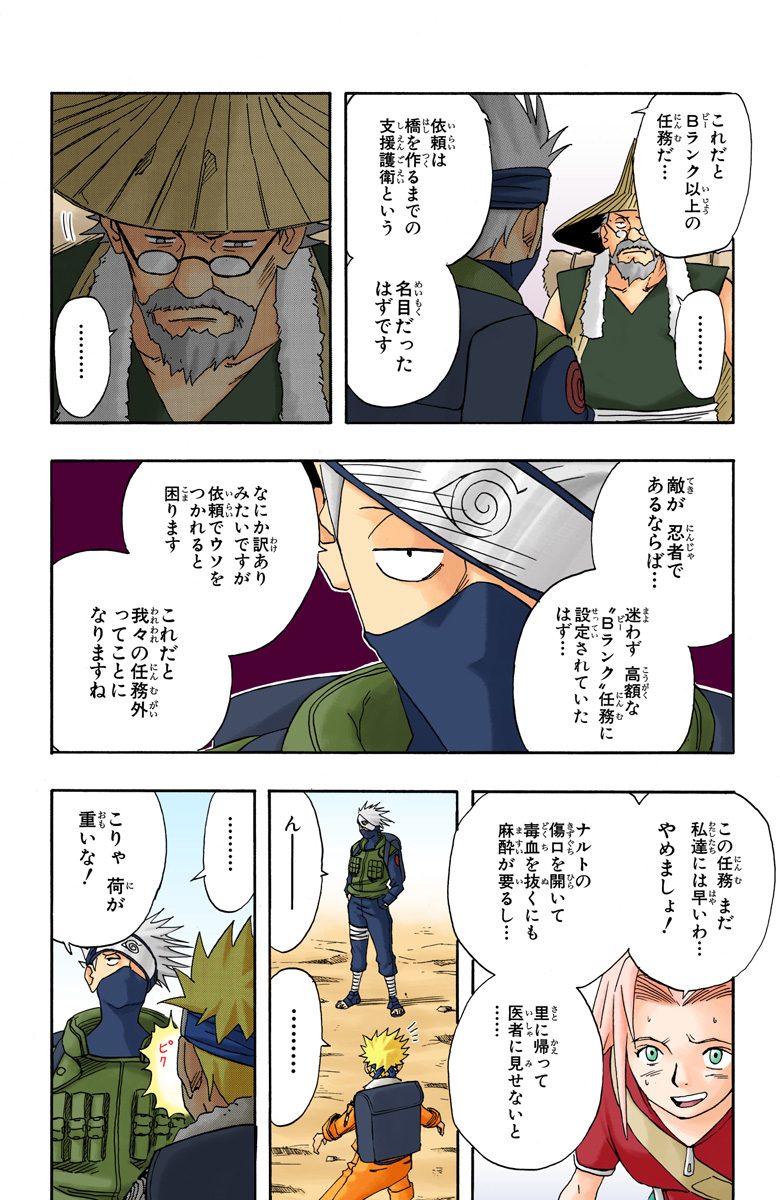 これだと
Bランク以上の
任務だ…
依頼は
橋を作るまでの
支援護衛という
名目だった
はずです
………
敵が 忍者で
あるならば…
迷わず 高額な
〝Bランク〟任務に
設定されていた
はず…
なにか訳あり
みたいですが
依頼でウソを
つかれると
困ります
これだと
我々の任務外
ってことに
なりますね
この任務 まだ
私達には早いわ…
やめましょ!
ナルトの
傷口を開いて
毒血を抜くにも
麻酔が要るし…
里に帰って
医者に見せないと
……
んーー
………
………
こりゃ 荷が
重いな!
ピク